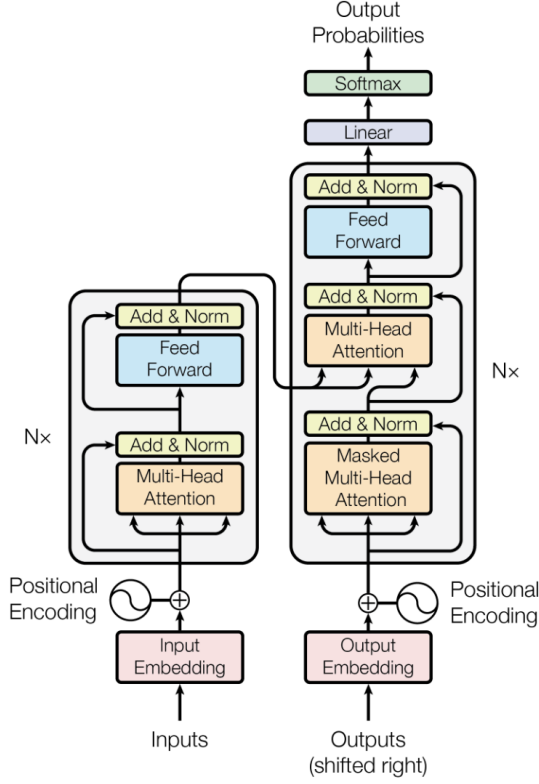 Output
Probabilities
Softmax
Linear
Add & Norm
Feed
Forward
Add & Norm
Multi-Head
Attention
Add & Norm
Masked
Multi-Head
Attention
N×
Add & Norm
Feed
Forward
Add & Norm
Multi-Head
Attention
N×
Positional
Encoding
Positional
Encoding
Input
Embedding
Output
Embedding
Inputs
Outputs
(shifted right)